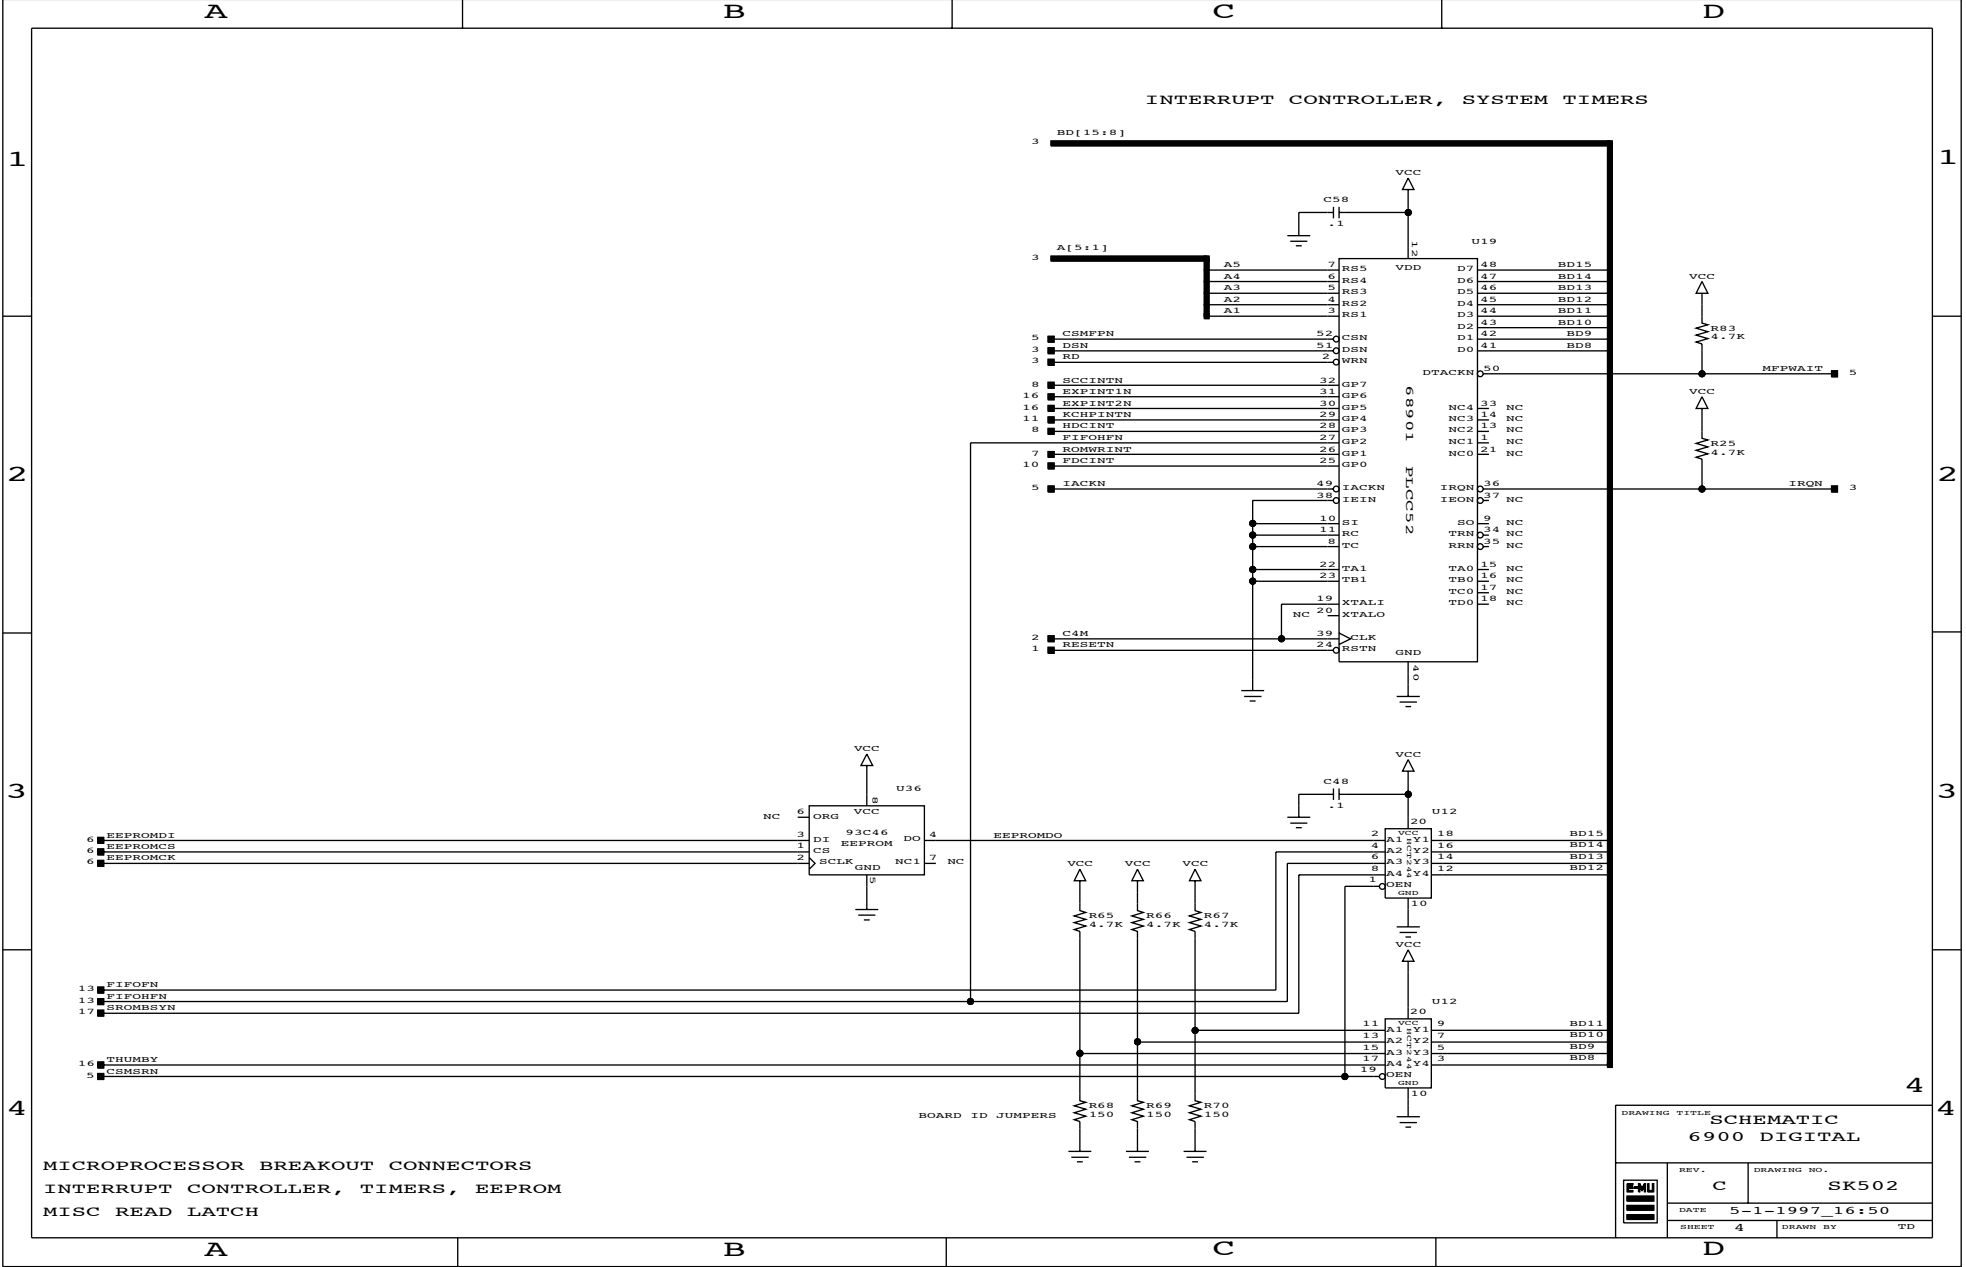 A B C D
INTERRUPT CONTROLLER, SYSTEM TIMERS
1 1
BD[15:8]
3
VCC
C58
.1
12
U19
A[5:1]
3
VDD
A5 7 RS5 D7 48 BD15
A4 6 RS4 D6 47 BD14
A3 5 RS3 D5 46 BD13
A2 4 RS2 D4 45 BD12
A1 3 RS1 D3 44 BD11
D2 43 BD10
5 CSMFPN 52 CSN D1 42 BD9
3 DSN 51 DSN D0 41 BD8
3 RD 2 WRN
VCC
R83
4.7K
DTACKN 50 MFPWAIT 5
8 SCCINTN 32 GP7
16 EXPINT1N 31 GP6
16 EXPINT2N 30 GP5 NC4 33 NC
11 KCHPINTN 29 GP4 NC3 14 NC
8 HDCINT 28 GP3 NC2 13 NC
FIFOHFN 27 GP2 NC1 1 NC
7 ROMWRINT 26 GP1 NC0 21 NC
10 FDCINT 25 GP0
68901 PLCC52
VCC
R25
4.7K
2 2
5 IACKN 49 IACKN IRQN 36 IRQN 3
38 IEIN IEON 37 NC
10 SI SO 9 NC
11 RC TRN 34 NC
8 TC RRN 35 NC
22 TA1 TA0 15 NC
23 TB1 TB0 16 NC
TC0 17 NC
19 XTALI TD0 18 NC
NC 20 XTALO
2 C4M 39 CLK
1 RESETN 24 RSTN
GND
40
3 3
VCC
8
U36
VCC
NC 6 ORG
6 EEPROMDI 3 DI 93C46 DO 4 EEPROMDO
6 EEPROMCS 1 CS EEPROM
6 EEPROMCK 2 SCLK NC1 7 NC
GND
5
VCC
C48
.1
U12
20
VCC
2 A1 Y1 18 BD15
4 A2 Y2 16 BD14
6 A3 Y3 14 BD13
8 A4 Y4 12 BD12
1 OEN
HCT244
GND
10
VCC VCC VCC
R65 R66 R67
4.7K 4.7K 4.7K
VCC
13 FIFOFN
13 FIFOHFN
17 SROMBSYN
U12
20
VCC
11 A1 Y1 9 BD11
13 A2 Y2 7 BD10
15 A3 Y3 5 BD9
16 THUMBY 17 A4 Y4 3 BD8
5 CSMSRN 19 OEN
HCT244
GND
10
BOARD ID JUMPERS
R68 R69 R70
150 150 150
4
4 4
MICROPROCESSOR BREAKOUT CONNECTORS
INTERRUPT CONTROLLER, TIMERS, EEPROM
MISC READ LATCH
DRAWING TITLE
SCHEMATIC
6900 DIGITAL
E-MU
REV. C
DRAWING NO. SK502
DATE 5-1-1997_16:50
SHEET 4 DRAWN BY TD
A B C D